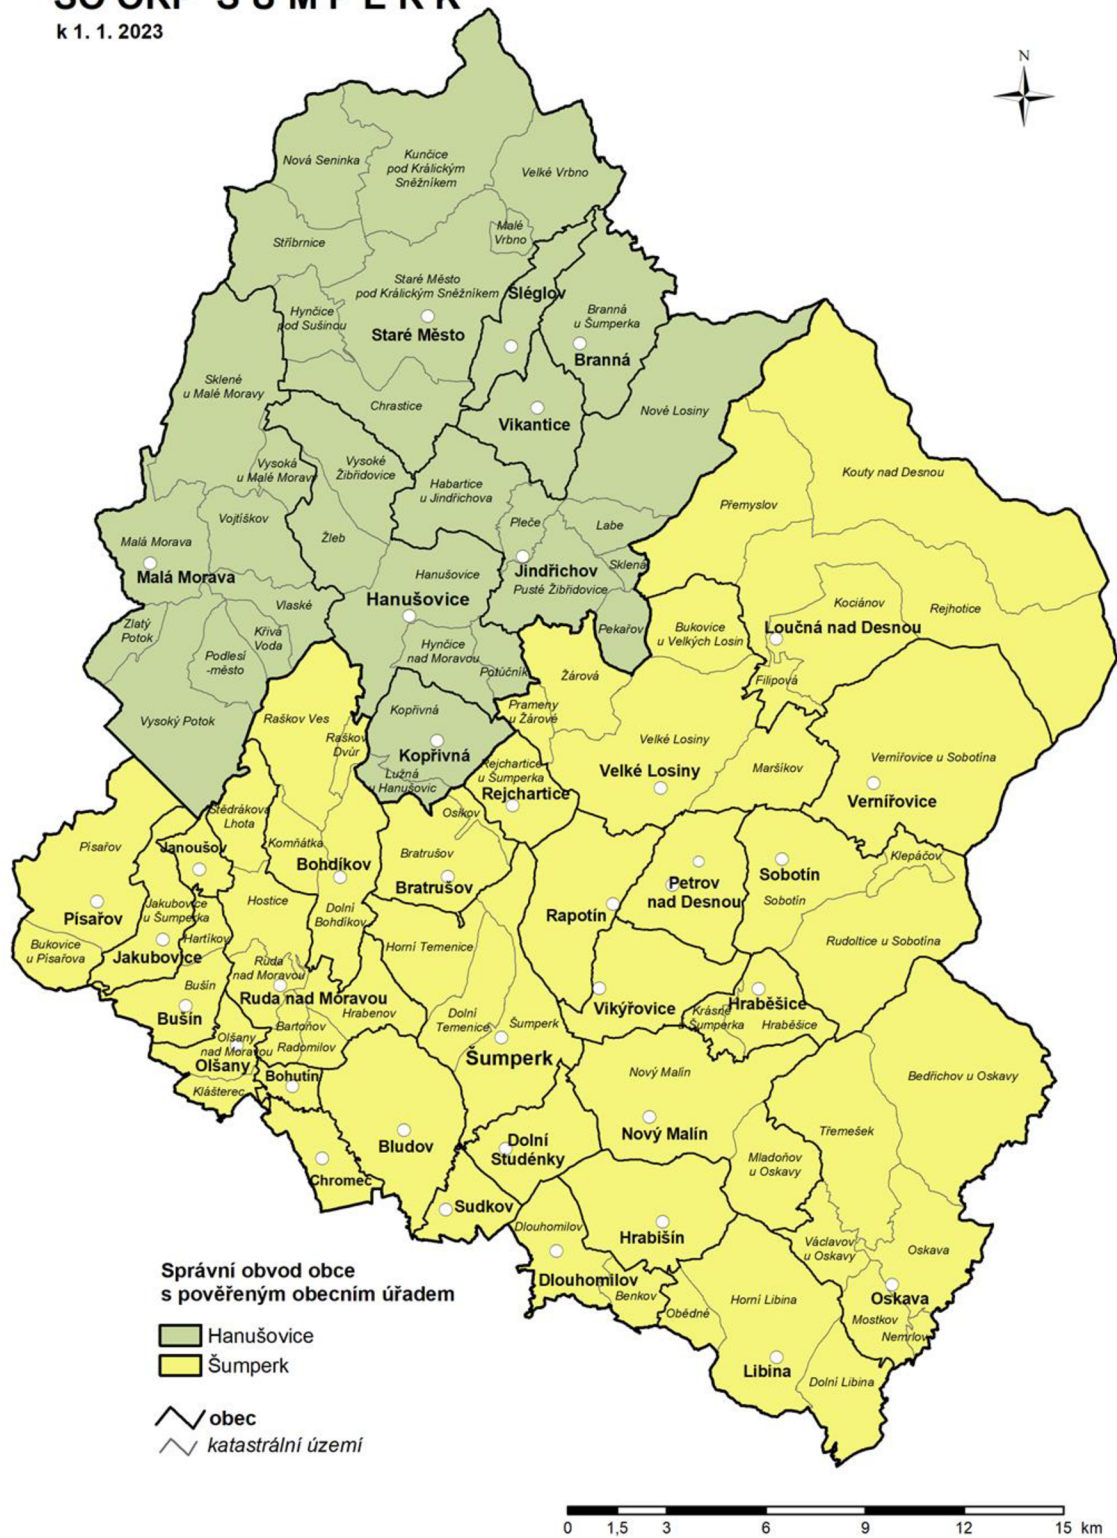 SO ORP ŠUMPERK
k 1. 1. 2023
N
Nová Seninka
Kunčice
pod Králickým
Sněžníkem
Velké Vrbno
Malé
Vrbno
Stříbrnice
Staré Město
pod Králickým Sněžníkem
Šléglov
Hynčice
pod Sušinou
Staré Město
Branná
u Šumperka
Branná
Sklené
u Malé Moravy
Chrastice
Vikantice
Nové Losiny
Vysoká
u Malé Moravy
Vysoké
Žibřidovice
Habartice
u Jindřichova
Kouty nad Desnou
Přemyslov
Vojtíškov
Pleče
Labe
Žleb
Malá Morava
Malá Morava
Jindřichov
Sklená
Pusté Žibřidovice
Hanušovice
Hanušovice
Vlaské
Zlatý
Potok
Křivá
Voda
Podlesí
-město
Hynčice
nad Moravou
Potůčník
Pekařov
Bukovice
u Velkých Losin
Kociánov
Rejhotice
Loučná nad Desnou
Filipová
Žárová
Prameny
u Žárové
Vysoký Potok
Raškov Ves
Raškov
Dvůr
Kopřivná
Kopřivná
Lužná
u Hanušovic
Velké Losiny
Velké Losiny
Maršíkov
Vernířovice u Sobotína
Vernířovice
Rejchartice
u Šumperka
Rejchartice
Štědrákova
Lhota
Osikov
Komňátka
Písařov
Janoušov
Bohdíkov
Bratrušov
Bratrušov
Klepáčov
Sobotín
Sobotín
Petrov
nad Desnou
Rapotín
Písařov
Jakubovice
u Šumperka
Hostice
Dolní
Bohdíkov
Bukovice
u Písařova
Jakubovice
Hartíkov
Horní Temenice
Rudoltice u Sobotína
Ruda
nad Moravou
Ruda nad Moravou
Bušín
Bušín
Hrabenov
Bartoňov
Radomilov
Dolní
Temenice
Šumperk
Šumperk
Vikýřovice
Hraběšice
Krásné
u Šumperka
Hraběšice
Olšany
nad Moravou
Olšany
Klášterec
Bohutín
Nový Malín
Nový Malín
Bedřichov u Oskavy
Třemešek
Bludov
Dolní
Studénky
Mladoňov
u Oskavy
Chromeč
Sudkov
Dlouhomilov
Hrabišín
Václavov
u Oskavy
Oskava
Dlouhomilov
Benkov
Obědné
Horní Libina
Oskava
Mostkov
Nemrlov
Libina
Dolní Libina
Správní obvod obce
s pověřeným obecním úřadem
Hanušovice
Šumperk
obec
katastrální území
0 1,5 3 6 9 12 15 km